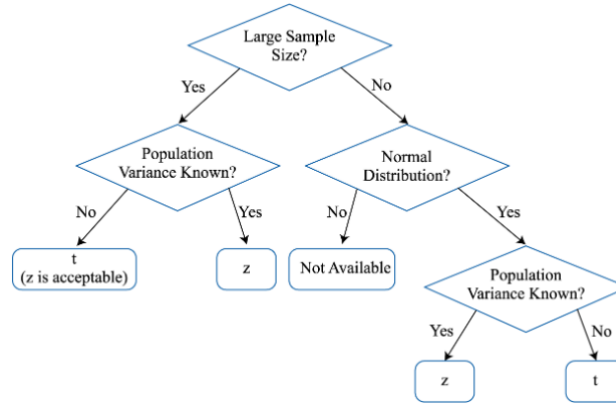 Large Sample
Size?
Yes
No
Population
Variance Known?
Normal
Distribution?
No
Yes
No
Yes
t
(z is acceptable)
z
Not Available
Population
Variance Known?
Yes
No
z
t